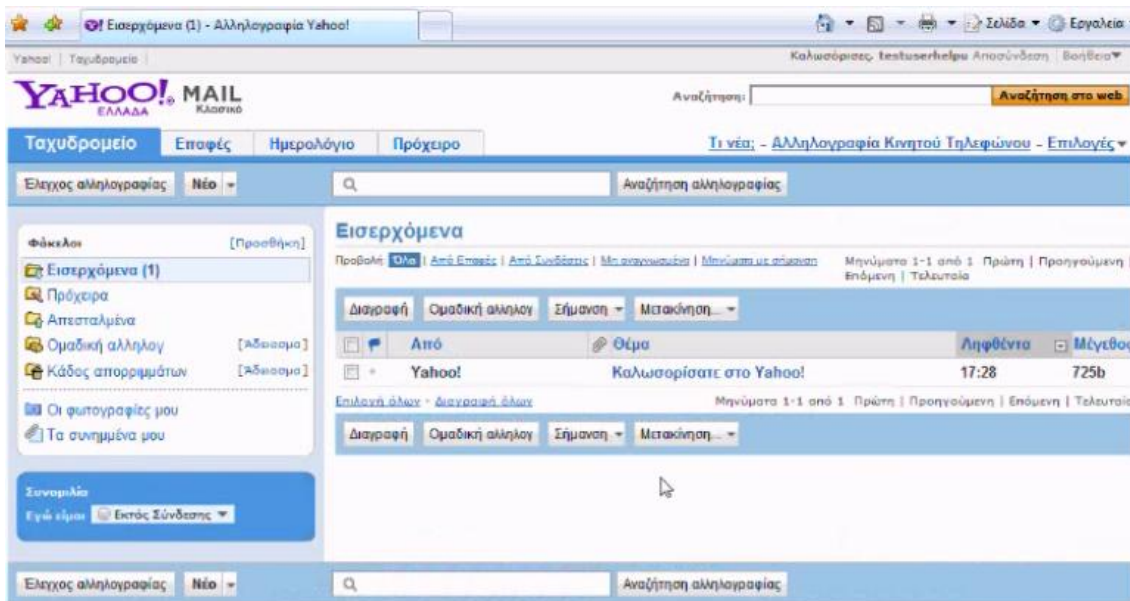 Εισερχόμενα (1) - Αλληλογραφία Yahoo!
Σελίδα Εργαλεία
Yahoo! | Ταχυδρομείο
Καλωσόρισες, testuserhelpu Αποσύνδεση Βοήθεια
YAHOO! MAIL
ΕΛΛΑΔΑ Κλασικό
Αναζήτηση: Αναζήτηση στο web
Ταχυδρομείο Επαφές Ημερολόγιο Πρόχειρο
Τι νέα; - Αλληλογραφία Κινητού Τηλεφώνου - Επιλογές
Έλεγχος αλληλογραφίας Νέο Αναζήτηση αλληλογραφίας
Φάκελοι [Προσθήκη]
Εισερχόμενα (1)
Πρόχειρα
Απεσταλμένα
Ομαδική αλληλογ [Άδειασμα]
Κάδος απορριμμάτων [Άδειασμα]
Οι φωτογραφίες μου
Τα συνημμένα μου
Συνομιλία
Εγώ είμαι Εκτός Σύνδεσης
Εισερχόμενα
Προβολή: Όλα | Από Επαφές | Από Συνδέσεις | Μη αναγνωσμένα | Μηνύματα με σήμανση
Μηνύματα 1-1 από 1 Πρώτη | Προηγούμενη |
Επόμενη | Τελευταία
Διαγραφή Ομαδική αλληλογ Σήμανση Μετακίνηση...
Από Θέμα Ληφθέντα Μέγεθος
Yahoo! Καλωσορίσατε στο Yahoo! 17:28 725b
Επιλογή όλων - Διαγραφή όλων
Μηνύματα 1-1 από 1 Πρώτη | Προηγούμενη | Επόμενη | Τελευταία
Διαγραφή Ομαδική αλληλογ Σήμανση Μετακίνηση...
Έλεγχος αλληλογραφίας Νέο Αναζήτηση αλληλογραφίας